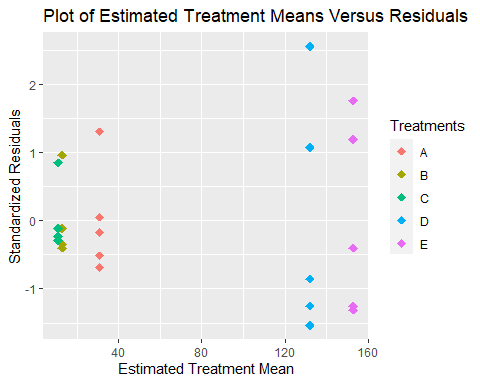 Plot of Estimated Treatment Means Versus Residuals
Standardized Residuals
2
1
0
-1
40
80
120
160
Estimated Treatment Mean
Treatments
A
B
C
D
E